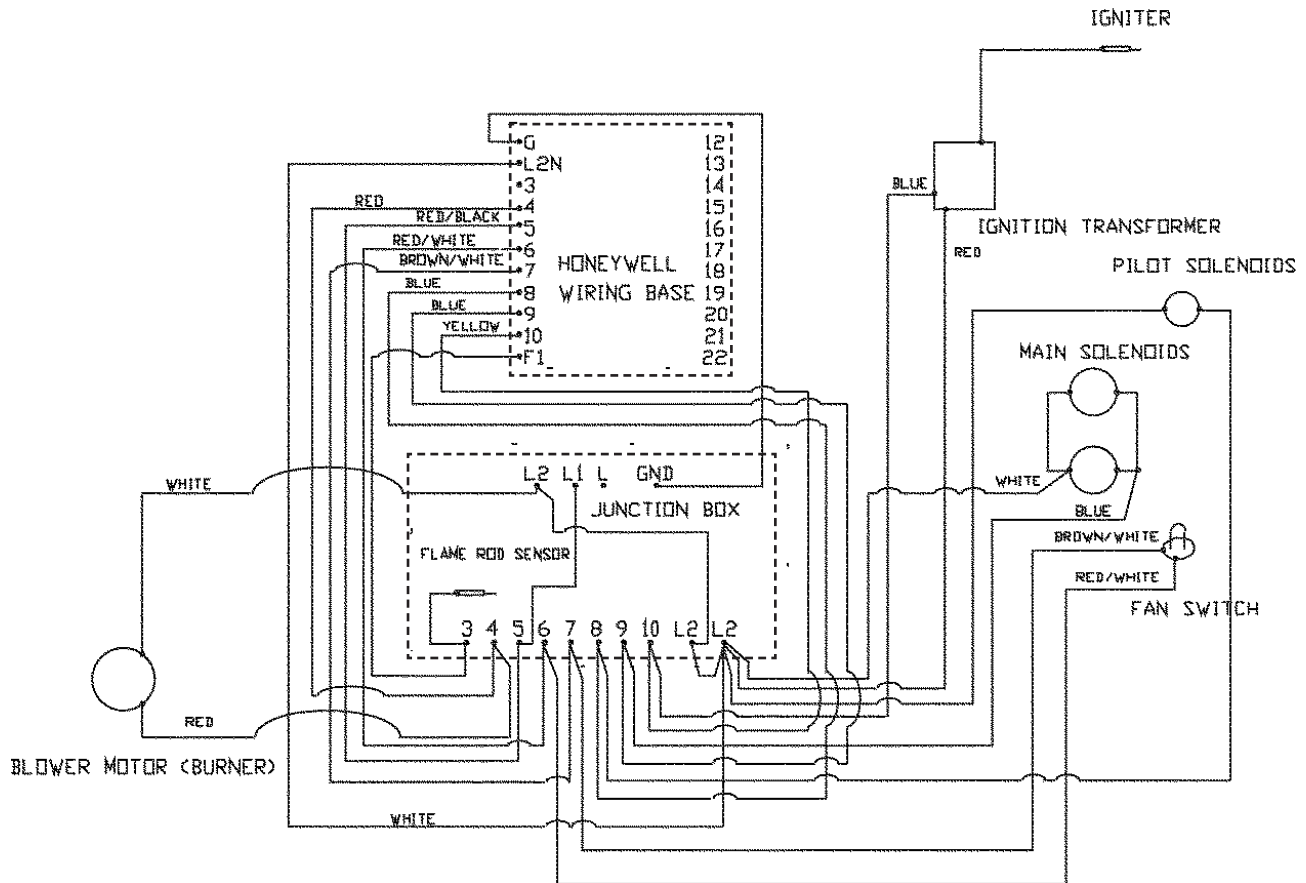 IGNITER
G 12
L2N 13
3 14
RED 4 15
RED/BLACK 5 16
RED/WHITE 6 17
BROWN/WHITE 7 18
BLUE 8 19
BLUE 9 20
YELLOW 10 21
F1 22
HONEYWELL
WIRING BASE
BLUE
IGNITION TRANSFORMER
RED
PILOT SOLENOIDS
MAIN SOLENOIDS
L2 L1 L GND
JUNCTION BOX
WHITE
WHITE
BLUE
FLAME ROD SENSOR
BROWN/WHITE
RED/WHITE
FAN SWITCH
3 4 5 6 7 8 9 10 L2 L2
RED
BLOWER MOTOR (BURNER)
WHITE